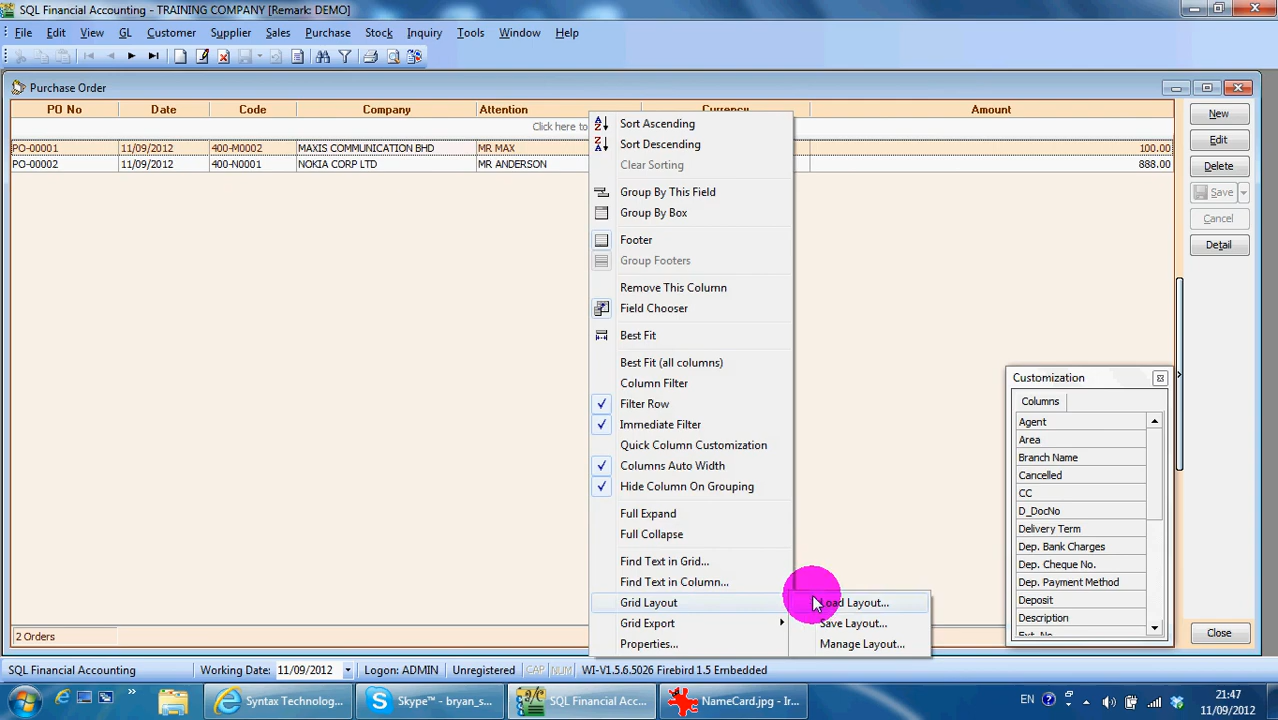 SQL Financial Accounting - TRAINING COMPANY [Remark: DEMO]
File Edit View GL Customer Supplier Sales Purchase Stock Inquiry Tools Window Help
Purchase Order
PO No Date Code Company Attention Currency Amount
Click here to
PO-00001 11/09/2012 400-M0002 MAXIS COMMUNICATION BHD MR MAX 100.00
PO-00002 11/09/2012 400-N0001 NOKIA CORP LTD MR ANDERSON 888.00
Sort Ascending
Sort Descending
Clear Sorting
Group By This Field
Group By Box
Footer
Group Footers
Remove This Column
Field Chooser
Best Fit
Best Fit (all columns)
Column Filter
Filter Row
Immediate Filter
Quick Column Customization
Columns Auto Width
Hide Column On Grouping
Full Expand
Full Collapse
Find Text in Grid...
Find Text in Column...
Grid Layout
Grid Export
Properties...
Load Layout...
Save Layout...
Manage Layout...
New
Edit
Delete
Save
Cancel
Detail
Customization
Columns
Agent
Area
Branch Name
Cancelled
CC
D_DocNo
Delivery Term
Dep. Bank Charges
Dep. Cheque No.
Dep. Payment Method
Deposit
Description
Ext. No
Close
2 Orders
SQL Financial Accounting Working Date: 11/09/2012 Logon: ADMIN Unregistered CAP NUM WI-V1.5.6.5026 Firebird 1.5 Embedded
Syntax Technolog... Skype™ - bryan_s... SQL Financial Acc... NameCard.jpg - Ir... EN 21:47
11/09/2012